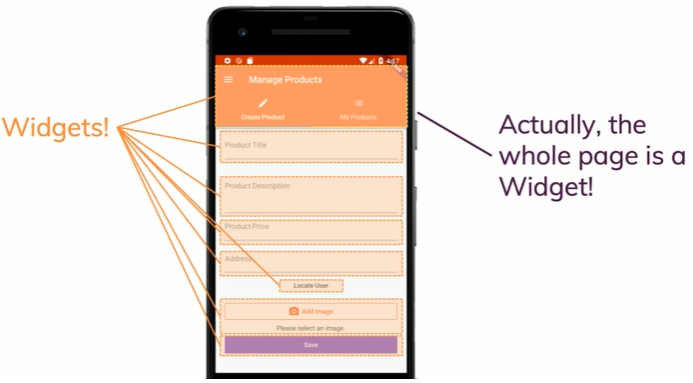 4:17
Manage Products
Create Product
My Products
Widgets!
Actually, the
whole page is a
Widget!
Product Title
Product Description
Product Price
Address
Locate User
Add Image
Please select an image.
Save